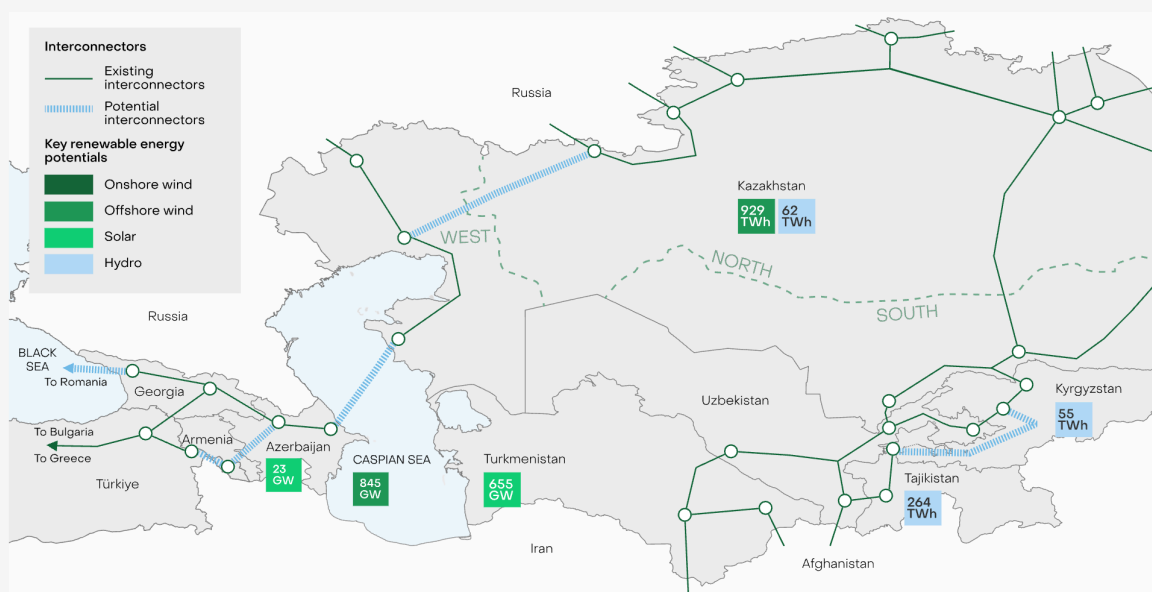 Interconnectors
Existing
interconnectors
Potential
interconnectors
Key renewable energy
potentials
Onshore wind
Offshore wind
Solar
Hydro
Russia
Kazakhstan
929
TWh
62
TWh
WEST
NORTH
SOUTH
Russia
BLACK
SEA
To Romania
Georgia
To Bulgaria
To Greece
Armenia
Türkiye
Azerbaijan
23
GW
CASPIAN SEA
845
GW
Turkmenistan
655
GW
Uzbekistan
Kyrgyzstan
55
TWh
Tajikistan
264
TWh
Iran
Afghanistan